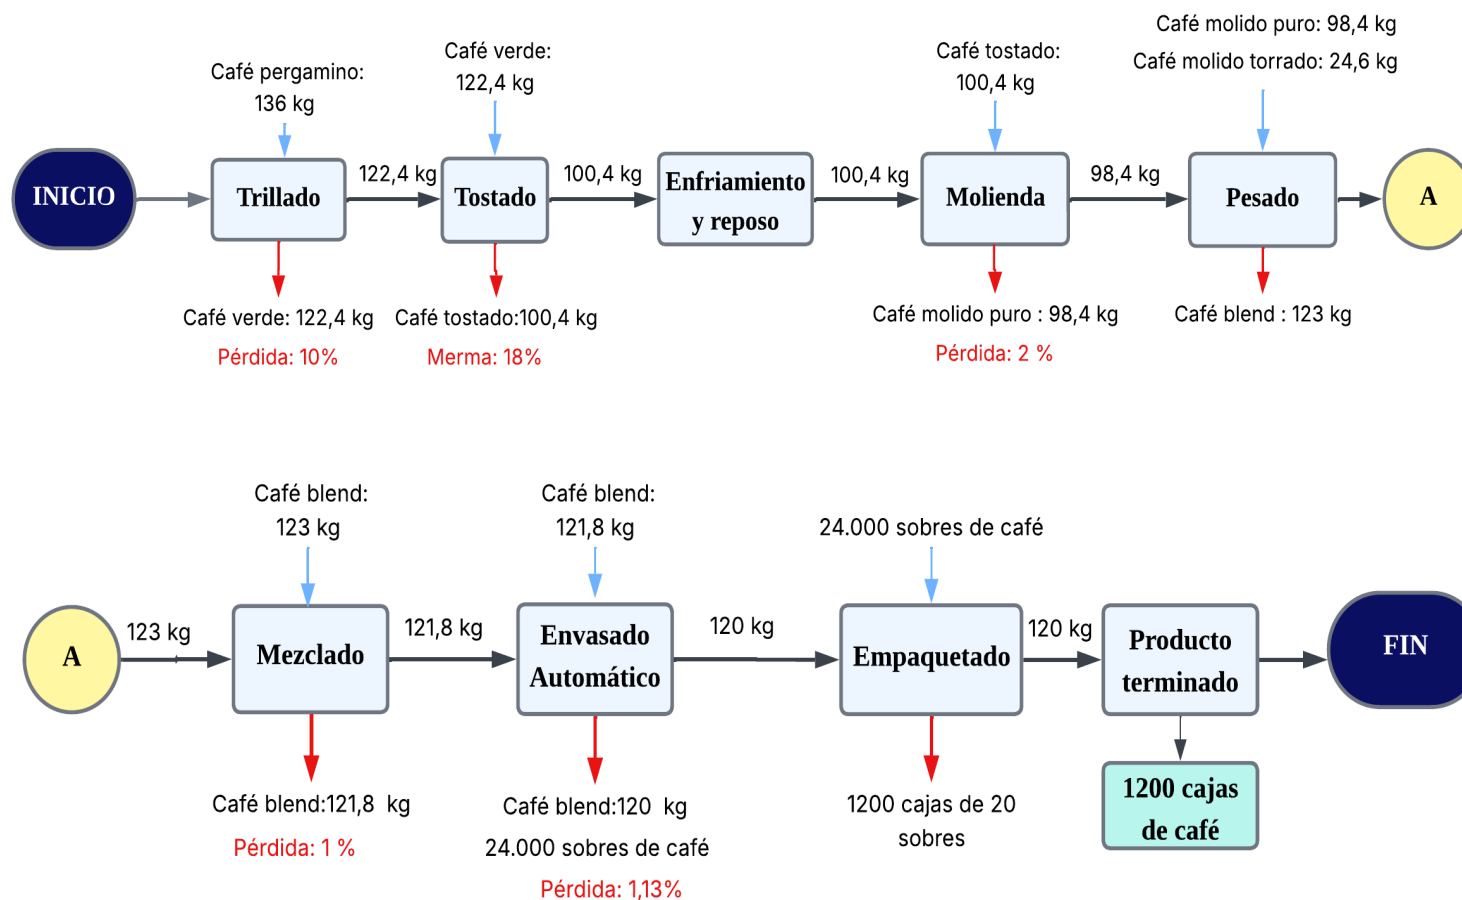 Café molido puro: 98,4 kg
Café molido torrado: 24,6 kg
Café verde:
122,4 kg
Café tostado:
100,4 kg
Café pergamino:
136 kg
INICIO
Trillado
122,4 kg
Tostado
100,4 kg
Enfriamiento
y reposo
100,4 kg
Molienda
98,4 kg
Pesado
A
Café verde: 122,4 kg
Pérdida: 10%
Café tostado:100,4 kg
Merma: 18%
Café molido puro : 98,4 kg
Pérdida: 2 %
Café blend : 123 kg
Café blend:
123 kg
Café blend:
121,8 kg
24.000 sobres de café
A
123 kg
Mezclado
121,8 kg
Envasado
Automático
120 kg
Empaquetado
120 kg
Producto
terminado
FIN
Café blend:121,8 kg
Pérdida: 1 %
Café blend:120 kg
24.000 sobres de café
Pérdida: 1,13%
1200 cajas de 20
sobres
1200 cajas
de café